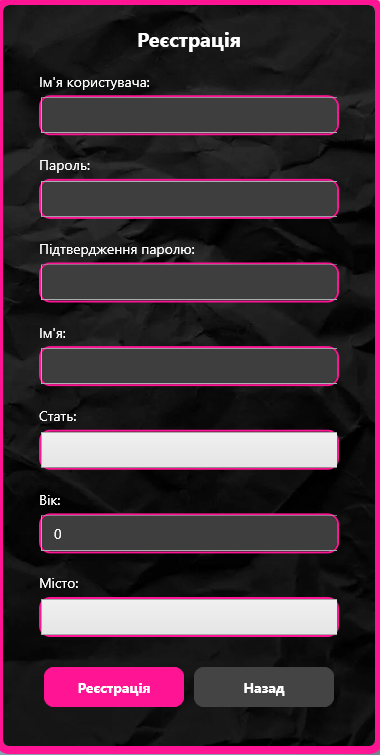 Реєстрація
Ім'я користувача:
Пароль:
Підтвердження паролю:
Ім'я:
Стать:
Вік:
0
Місто:
Реєстрація Назад